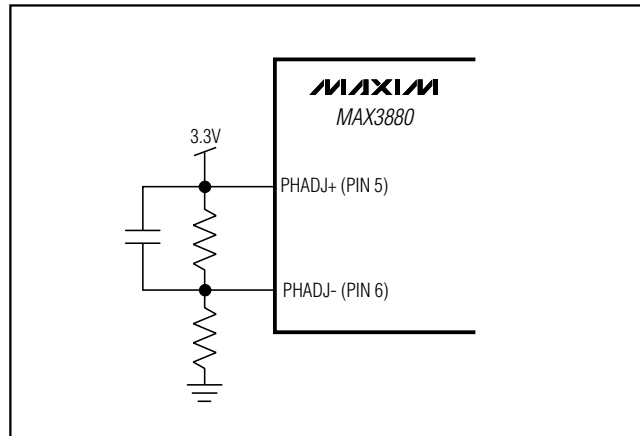 MAXIM
MAX3880
3.3V
PHADJ+ (PIN 5)
PHADJ- (PIN 6)